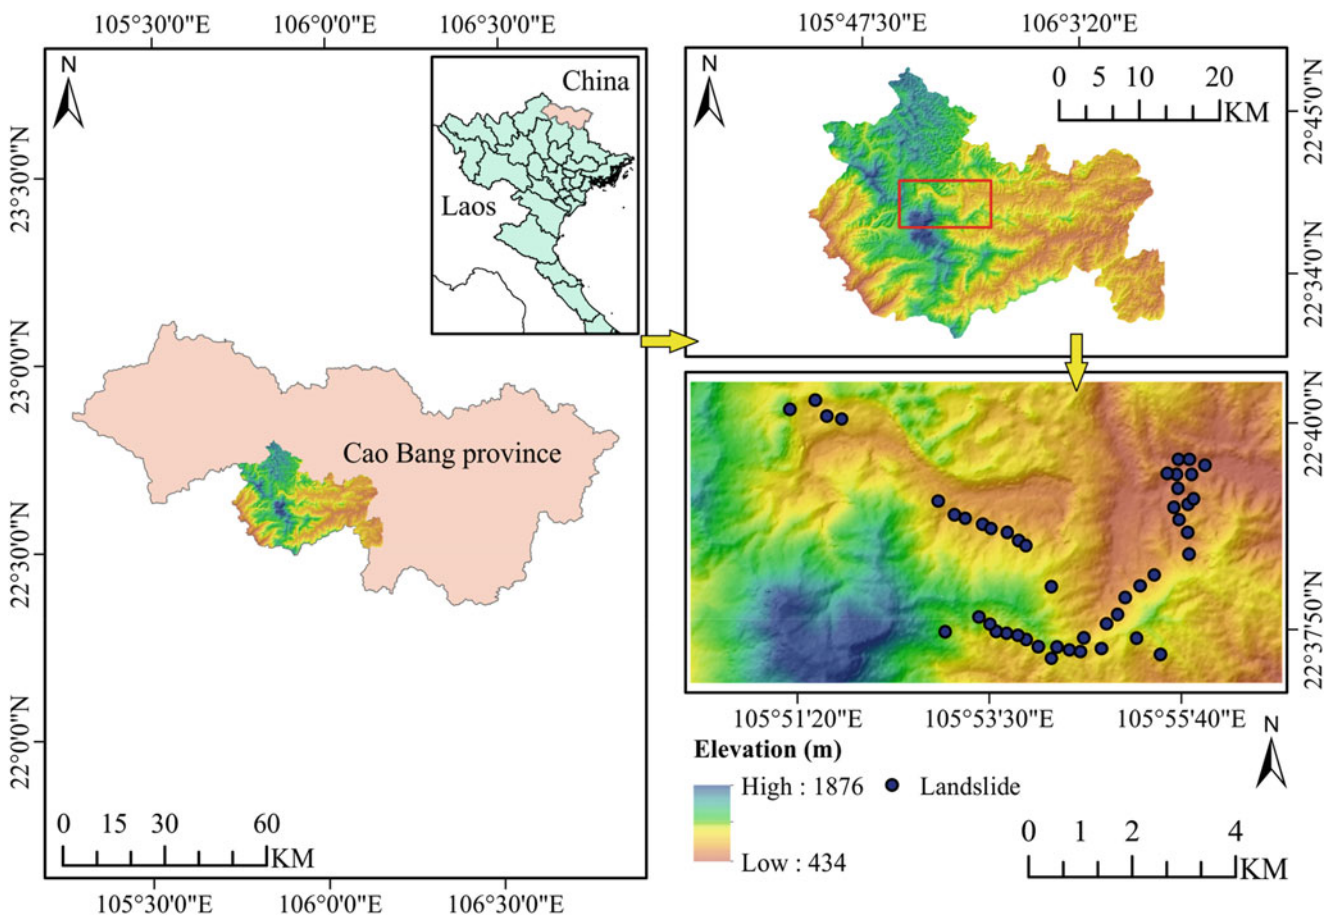 105°30'0"E 106°0'0"E 106°30'0"E
N
China
Laos
23°30'0"N
23°0'0"N
22°30'0"N
22°0'0"N
Cao Bang province
0 15 30 60
KM
105°30'0"E 106°0'0"E 106°30'0"E
105°47'30"E 106°3'20"E
N
0 5 10 20
KM
22°45'0"N
22°34'0"N
22°40'0"N
22°37'50"N
105°51'20"E 105°53'30"E 105°55'40"E
N
Elevation (m)
High : 1876
Low : 434
Landslide
0 1 2 4
KM